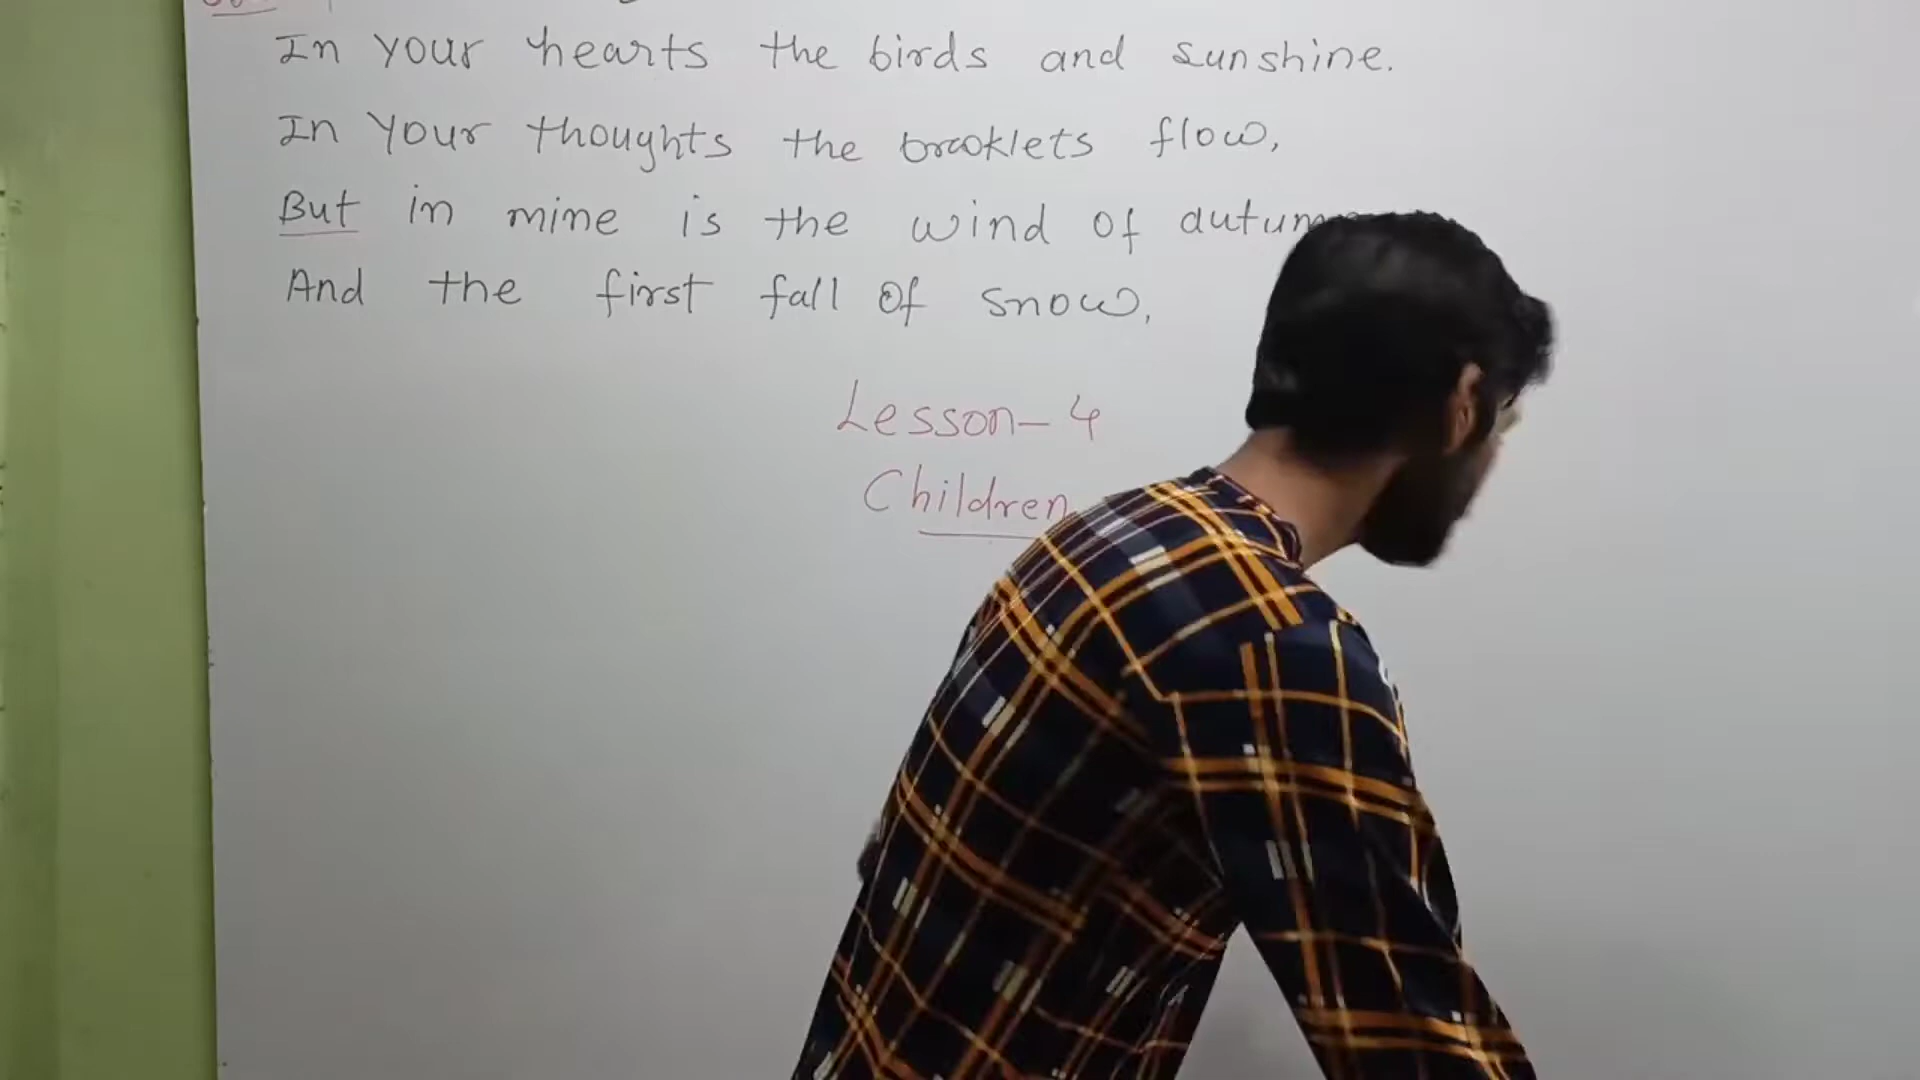 In your hearts the birds and sunshine.
In Your thoughts the brooklets flow,
But in mine is the wind of
And the first fall of snow,
Lesson-4
Children